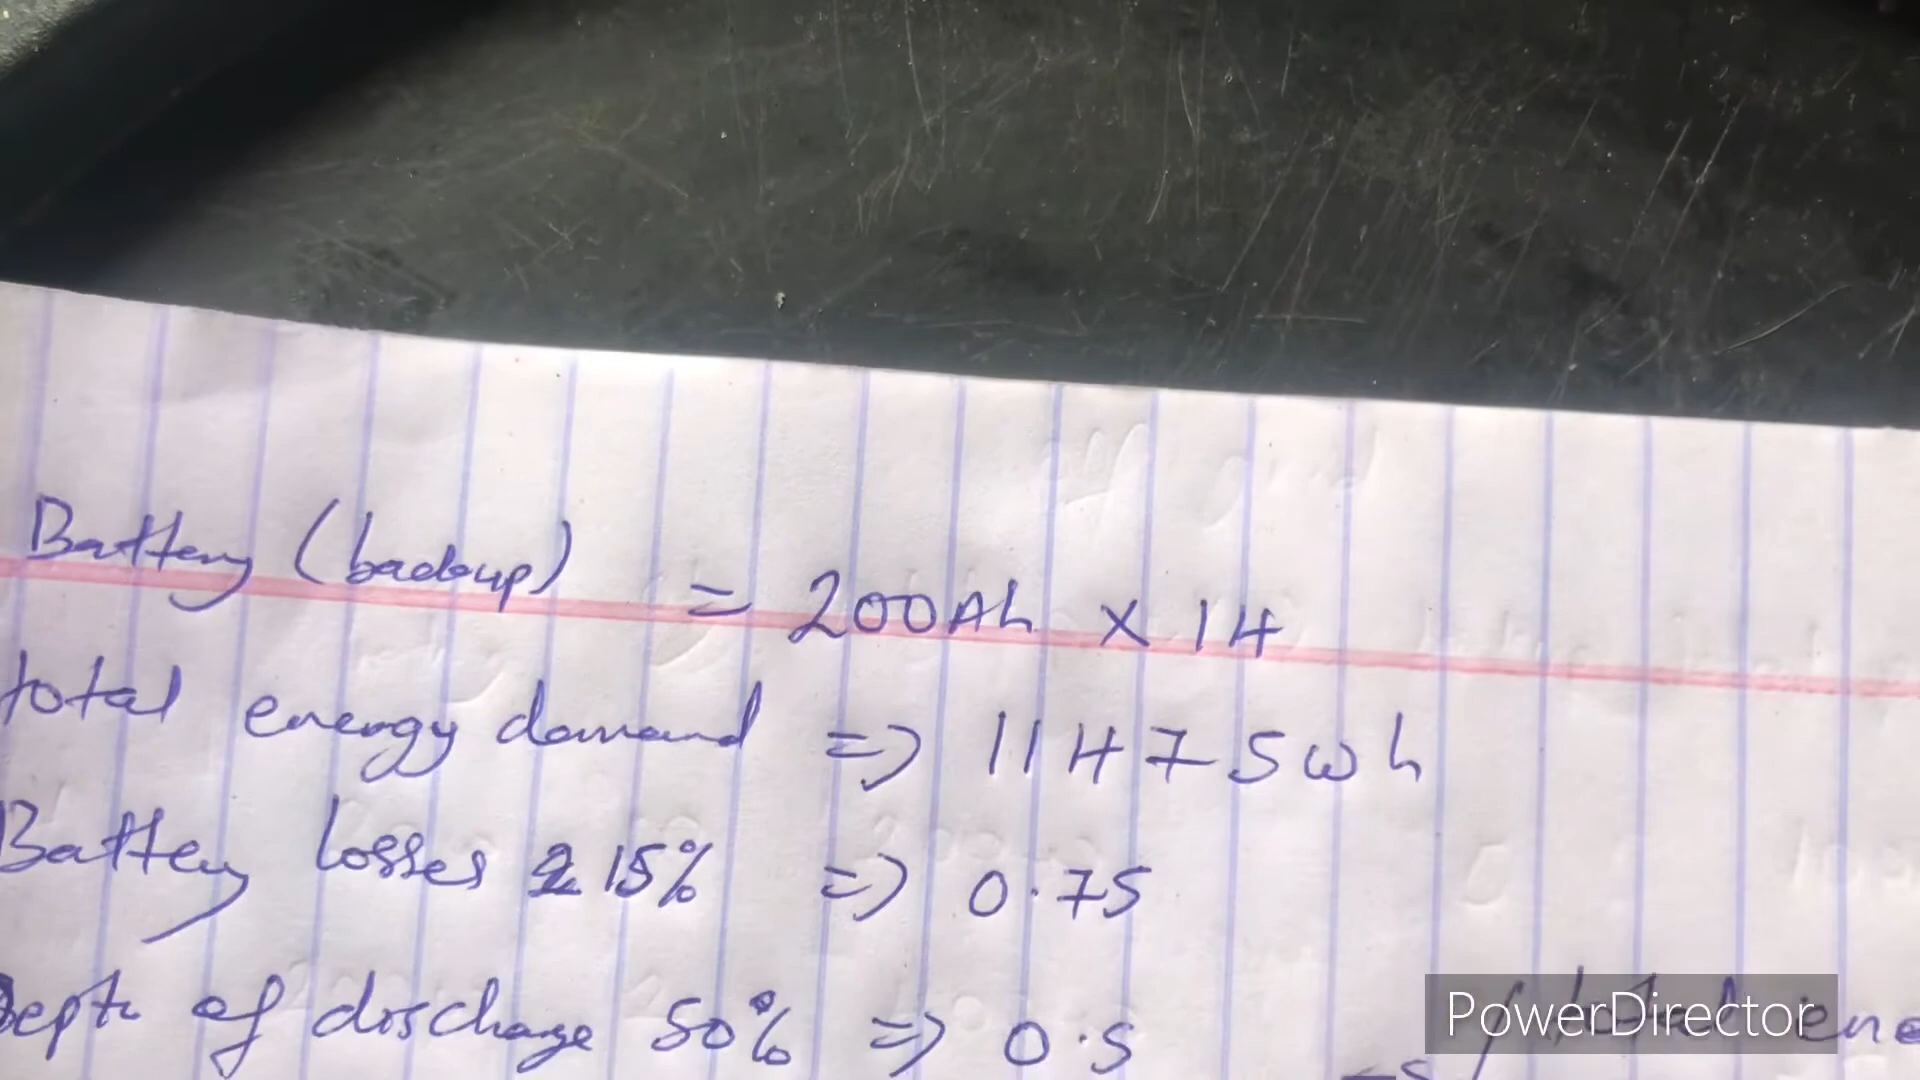 Battery (backup) = 200Ah x 14
total energy demand => 11475wh
Battery losses 15% => 0.75
Depth of discharge 50% => 0.5
PowerDirector